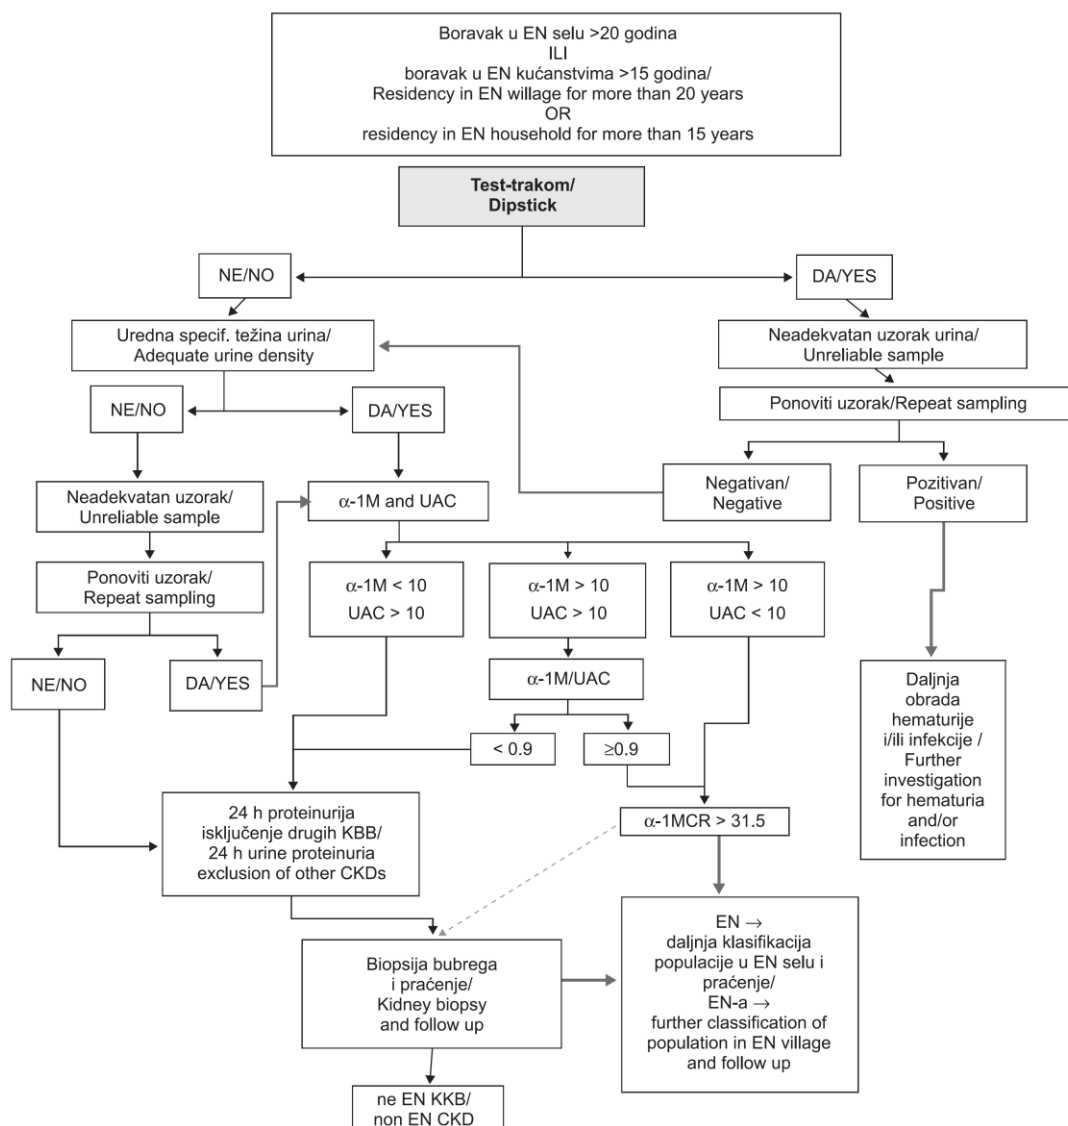 Boravak u EN selu >20 godina
ILI
boravak u EN kućanstvima >15 godina/
Residency in EN willage for more than 20 years
OR
residency in EN household for more than 15 years
Test-trakom/
Dipstick
NE/NO
DA/YES
Uredna specif. težina urina/
Adequate urine density
Neadekvatan uzorak urina/
Unreliable sample
NE/NO
DA/YES
Ponoviti uzorak/Repeat sampling
Neadekvatan uzorak/
Unreliable sample
α-1M and UAC
Negativan/
Negative
Pozitivan/
Positive
Ponoviti uzorak/
Repeat sampling
α-1M < 10
UAC > 10
α-1M > 10
UAC > 10
α-1M > 10
UAC < 10
NE/NO
DA/YES
α-1M/UAC
< 0.9
≥0.9
Daljnja
obrada
hematurije
i/ili infekcije /
Further
investigation
for hematuria
and/or
infection
24 h proteinurija
isključenje drugih KBB/
24 h urine proteinuria
exclusion of other CKDs
α-1MCR > 31.5
Biopsija bubrega
i praćenje/
Kidney biopsy
and follow up
EN →
daljnja klasifikacija
populacije u EN selu i
praćenje/
EN-a →
further classification of
population in EN village
and follow up
ne EN KKB/
non EN CKD